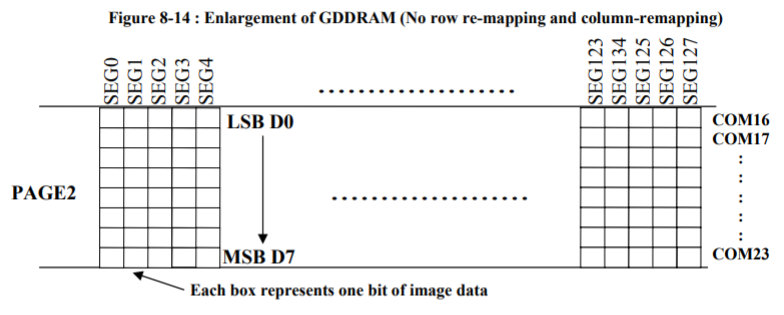 Figure 8-14 : Enlargement of GDDRAM (No row re-mapping and column-remapping)
SEG0
SEG1
SEG2
SEG3
SEG4
SEG123
SEG134
SEG125
SEG126
SEG127
LSB D0
COM16
COM17
PAGE2
MSB D7
COM23
Each box represents one bit of image data